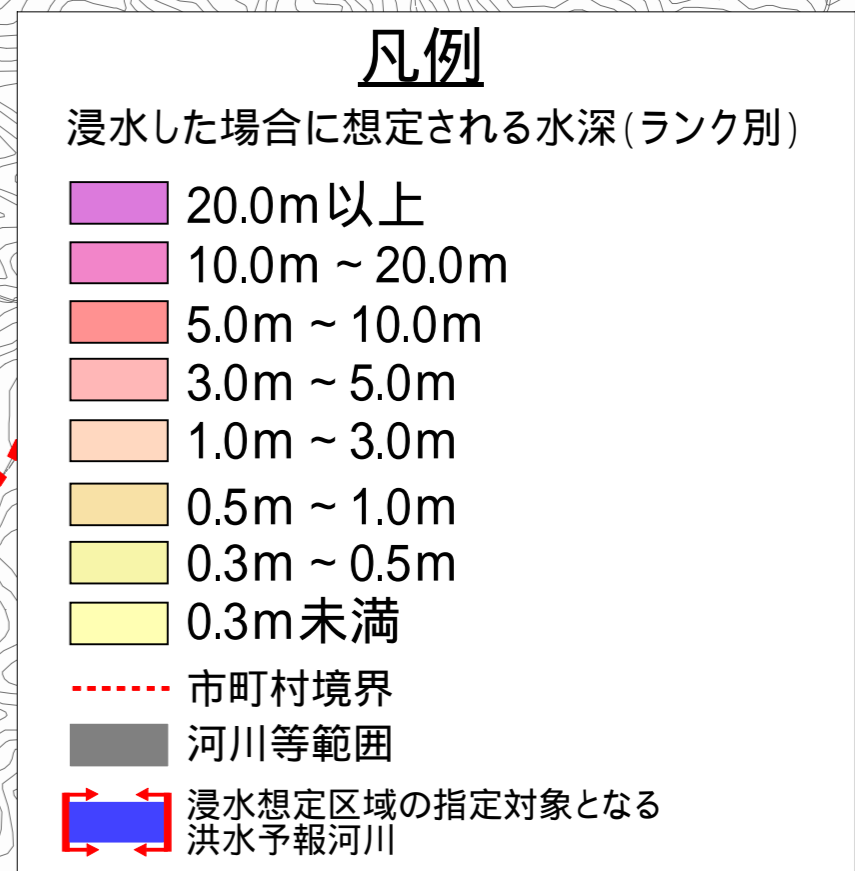 凡例
浸水した場合に想定される水深(ランク別)
20.0m以上
10.0m ~ 20.0m
5.0m ~ 10.0m
3.0m ~ 5.0m
1.0m ~ 3.0m
0.5m ~ 1.0m
0.3m ~ 0.5m
0.3m未満
市町村境界
河川等範囲
浸水想定区域の指定対象となる
洪水予報河川